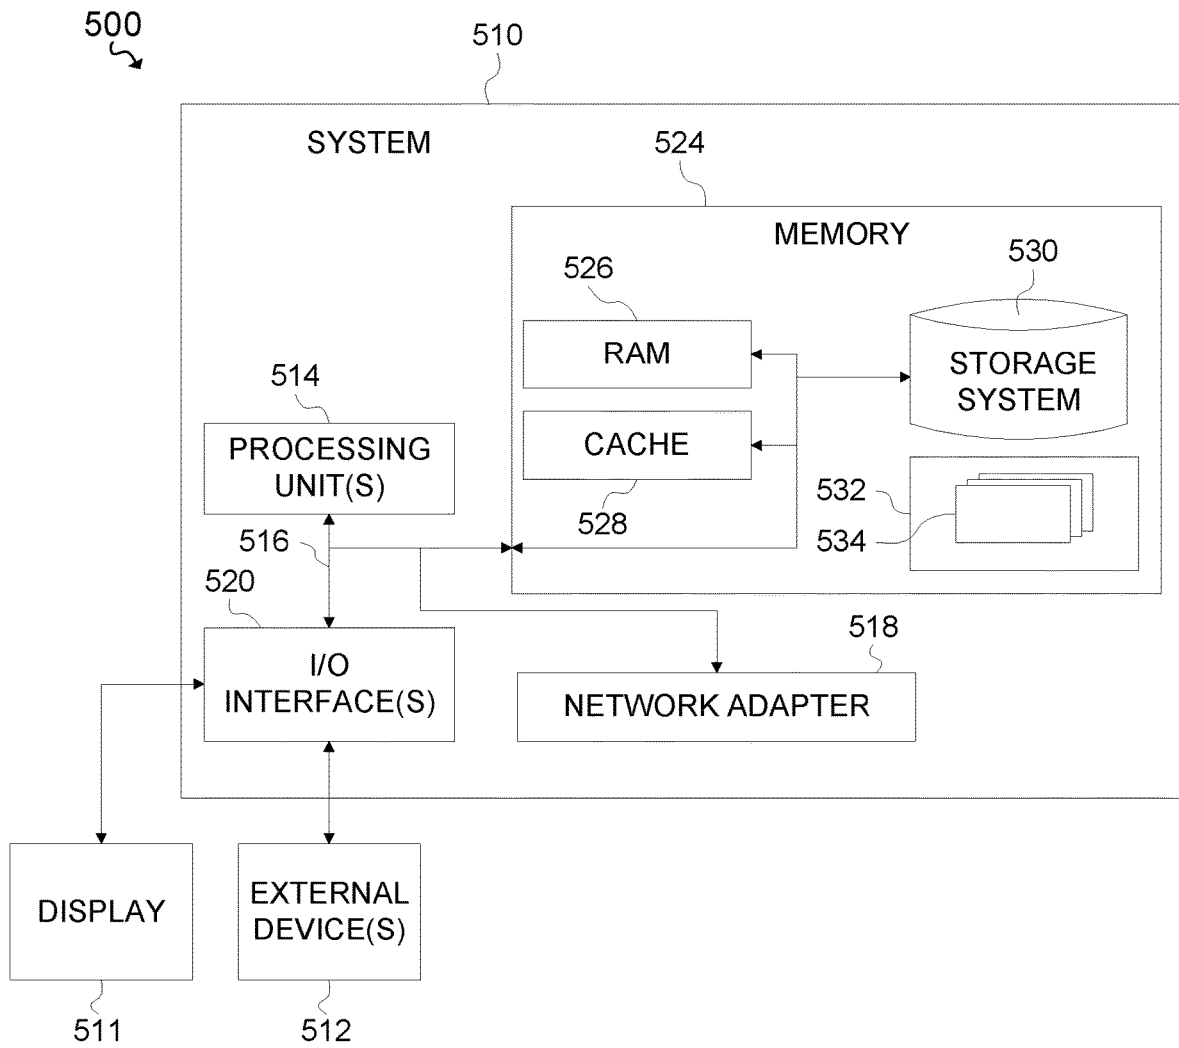 500
510
SYSTEM
524
MEMORY
526
530
RAM
STORAGE
SYSTEM
514
PROCESSING
UNIT(S)
CACHE
528
532
534
516
520
I/O
INTERFACE(S)
518
NETWORK ADAPTER
DISPLAY
EXTERNAL
DEVICE(S)
511
512